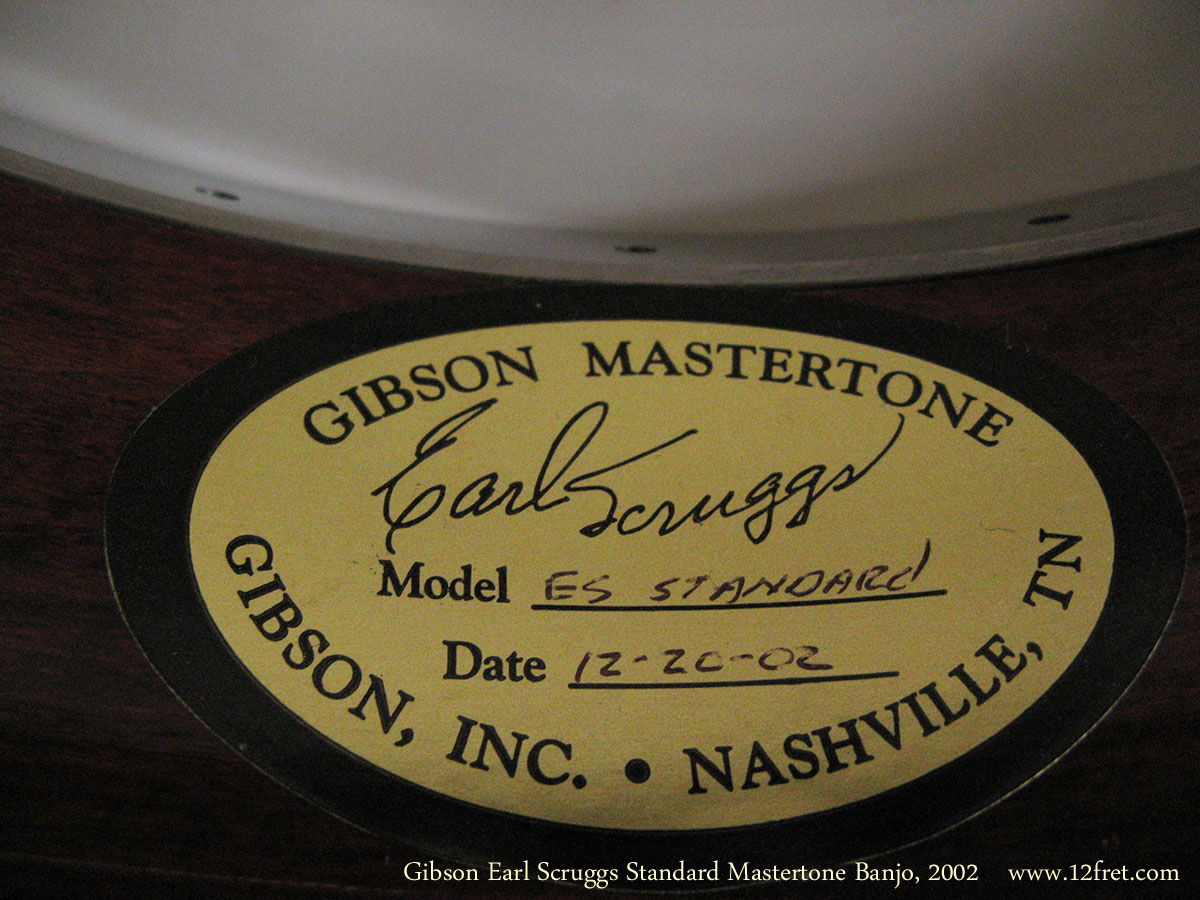 GIBSON MASTERTONE
Earl Scruggs
Model ES STANDARd
Date 12-20-02
GIBSON, INC. • NASHVILLE, TN
Gibson Earl Scruggs Standard Mastertone Banjo, 2002 www.12fret.com